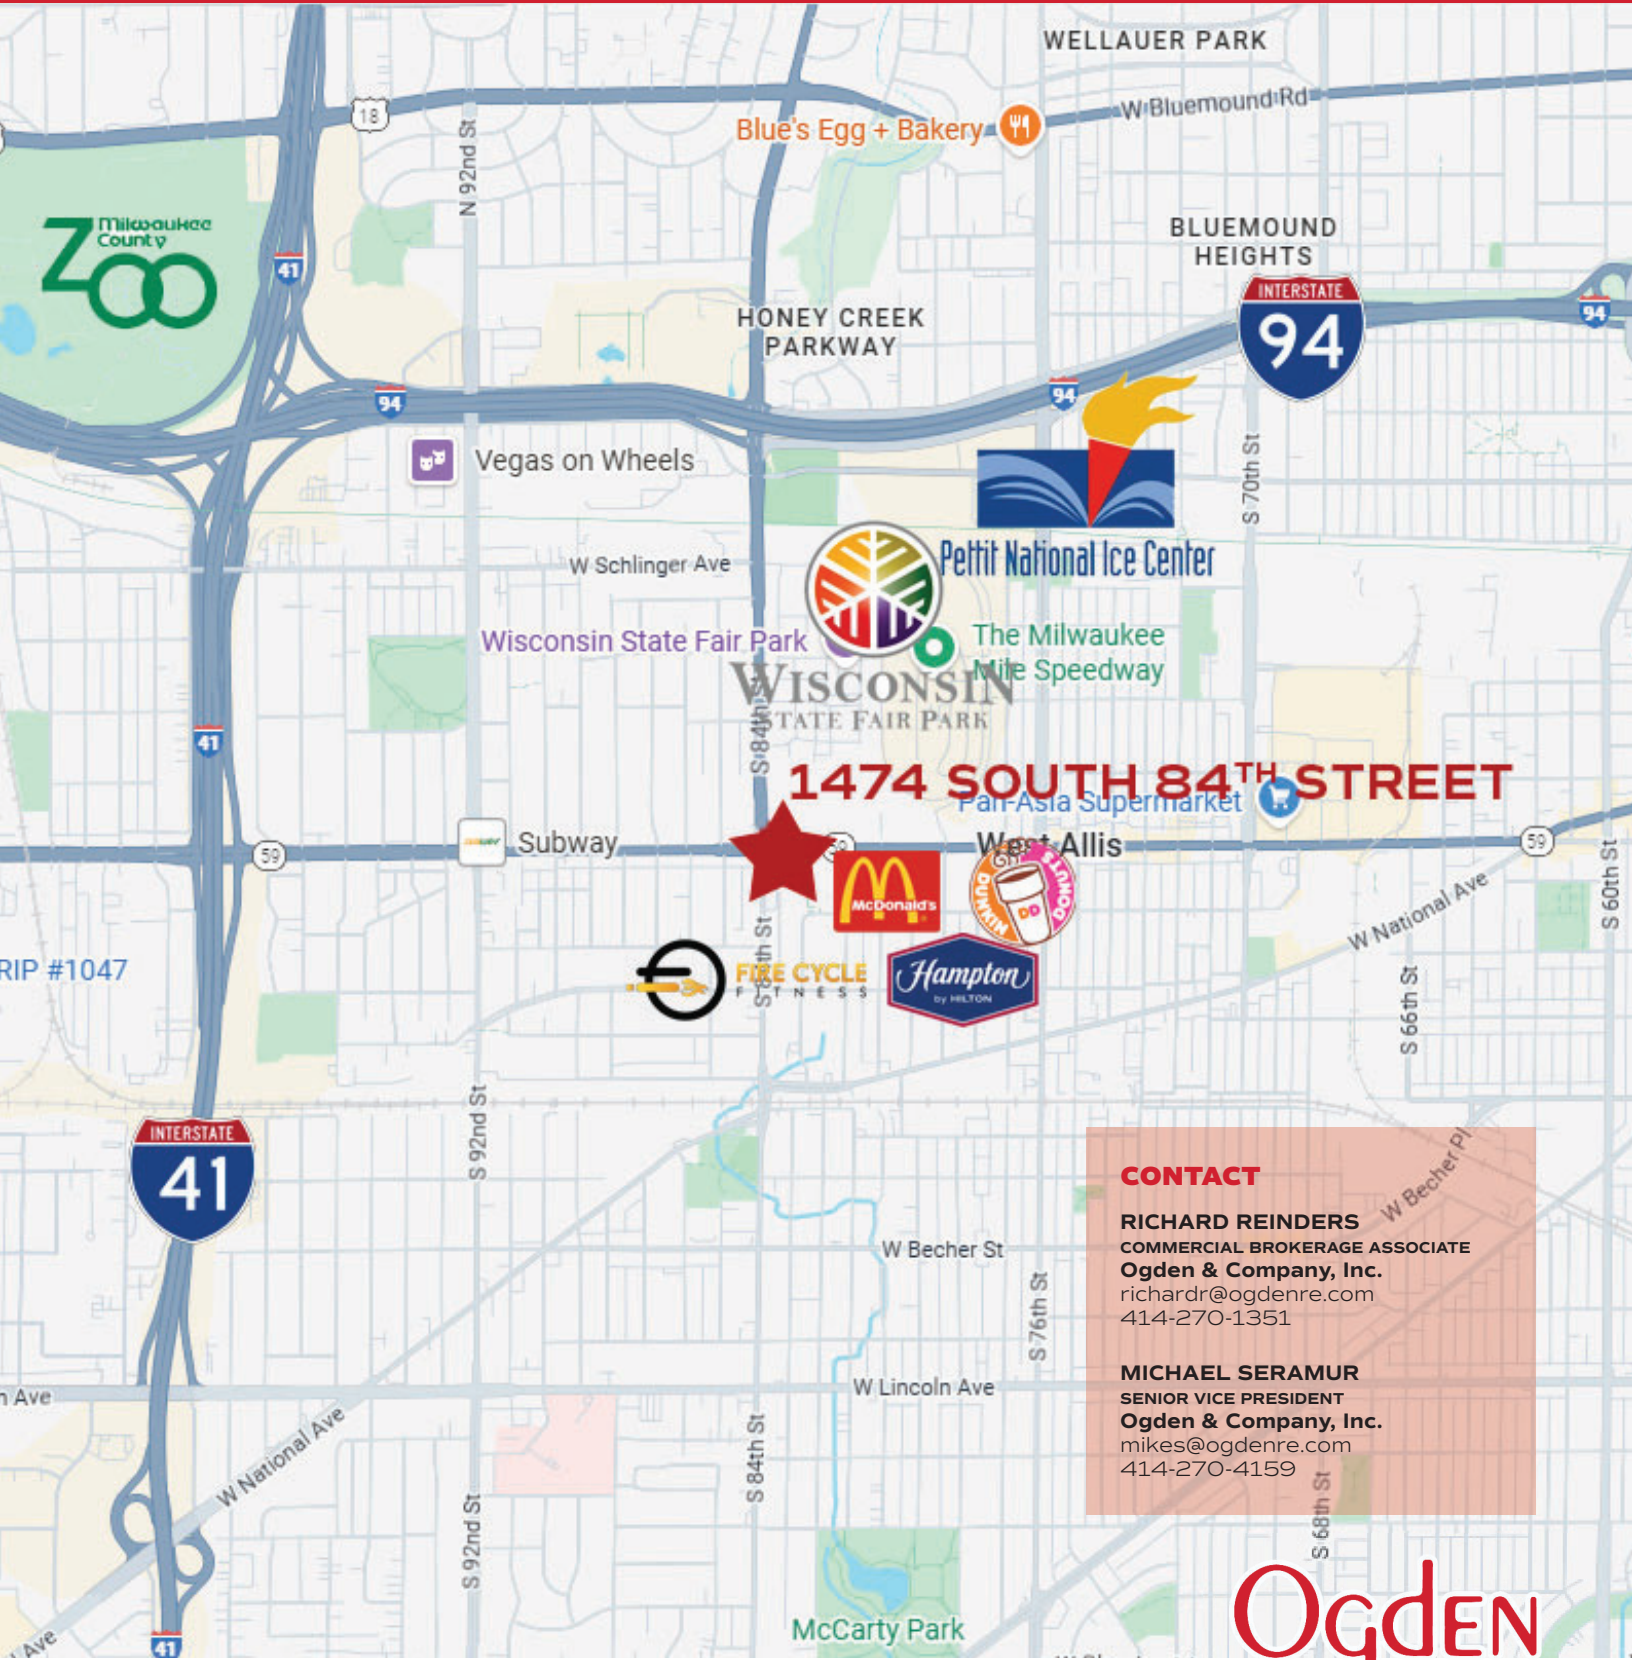 WELLAUER PARK
18
W Bluemound Rd
Blue's Egg + Bakery
N 92nd St
Milwaukee
County
Zoo
41
BLUEMOUND
HEIGHTS
INTERSTATE
94
94
HONEY CREEK
PARKWAY
94
94
Vegas on Wheels
S 70th St
W Schlinger Ave
Pettit National Ice Center
Wisconsin State Fair Park
The Milwaukee
Mile Speedway
WISCONSIN
STATE FAIR PARK
S 84th St
41
1474 SOUTH 84TH STREET
Pan-Asia Supermarket
59
Subway
59
West Allis
59
S 60th St
McDonald's
DUNKIN'
DONUTS
DD
W National Ave
RIP #1047
FIRE CYCLE
FITNESS
S 84th St
Hampton
by HILTON
S 66th St
S 92nd St
INTERSTATE
41
CONTACT
W Becher Pl
RICHARD REINDERS
COMMERCIAL BROKERAGE ASSOCIATE
Ogden & Company, Inc.
richardr@ogdenre.com
414-270-1351
W Becher St
S 76th St
MICHAEL SERAMUR
SENIOR VICE PRESIDENT
Ogden & Company, Inc.
mikes@ogdenre.com
414-270-4159
W Lincoln Ave
n Ave
W National Ave
S 84th St
S 92nd St
S 68th St
McCarty Park
41
Ave
OGdEN